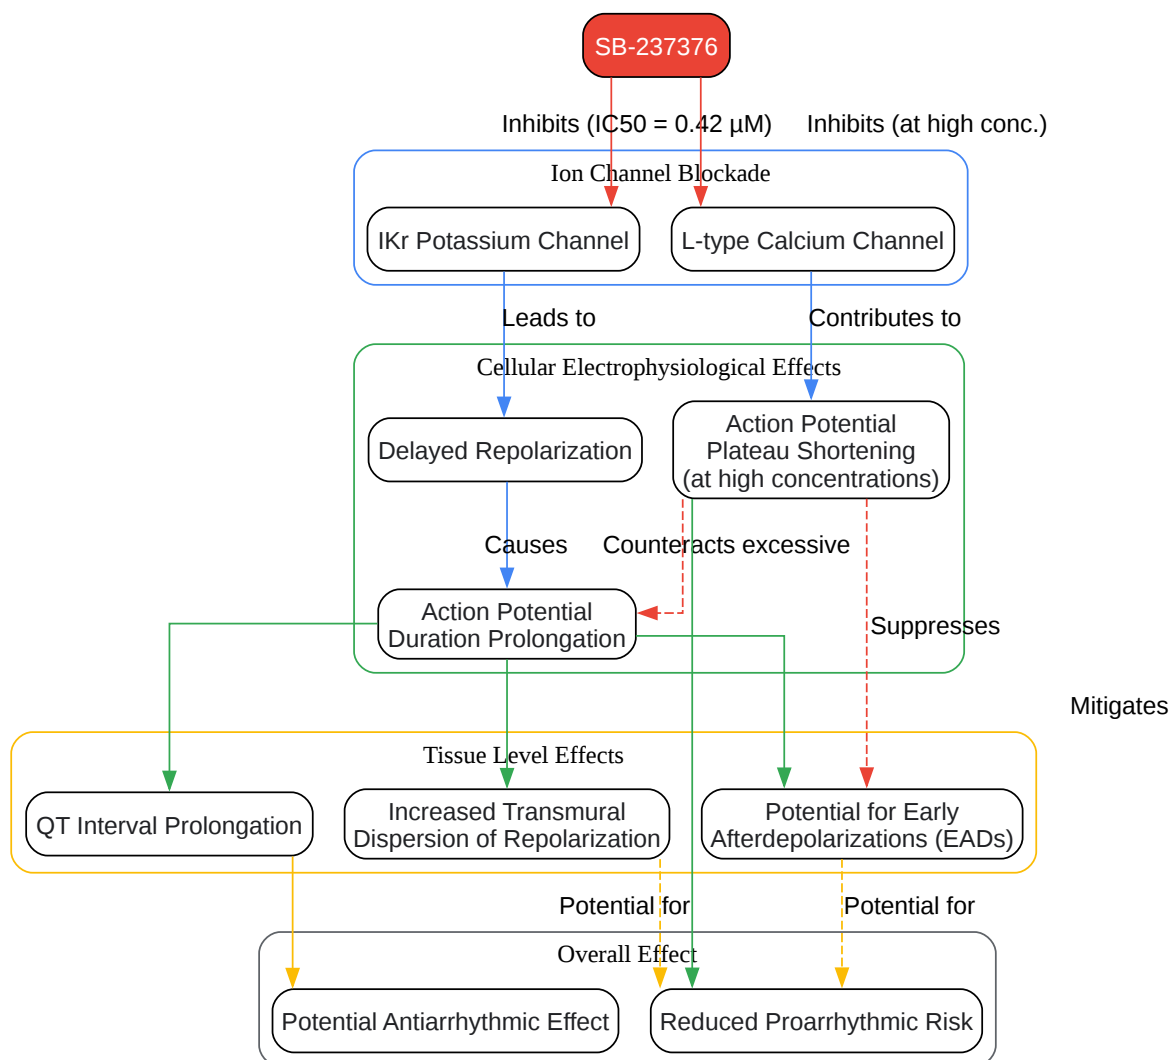 SB-237376
Inhibits (IC50 = 0.42 µM)
Inhibits (at high conc.)
Ion Channel Blockade
IKr Potassium Channel
L-type Calcium Channel
Leads to
Contributes to
Cellular Electrophysiological Effects
Delayed Repolarization
Action Potential
Plateau Shortening
(at high concentrations)
Causes
Counteracts excessive
Action Potential
Duration Prolongation
Suppresses
Mitigates
Tissue Level Effects
QT Interval Prolongation
Increased Transmural
Dispersion of Repolarization
Potential for Early
Afterdepolarizations (EADs)
Potential for
Potential for
Overall Effect
Potential Antiarrhythmic Effect
Reduced Proarrhythmic Risk